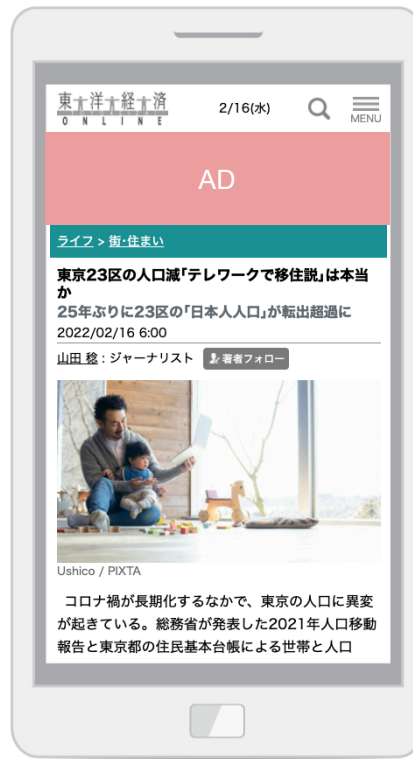 東洋経済
ONLINE
2/16(水)
MENU
AD
ライフ > 街・住まい
東京23区の人口減｢テレワークで移住説｣は本当
か
25年ぶりに23区の｢日本人人口｣が転出超過に
2022/02/16 6:00
山田 稔 : ジャーナリスト 著者フォロー
Ushico / PIXTA
コロナ禍が長期化するなかで、東京の人口に異変
が起きている。総務省が発表した2021年人口移動
報告と東京都の住民基本台帳による世帯と人口